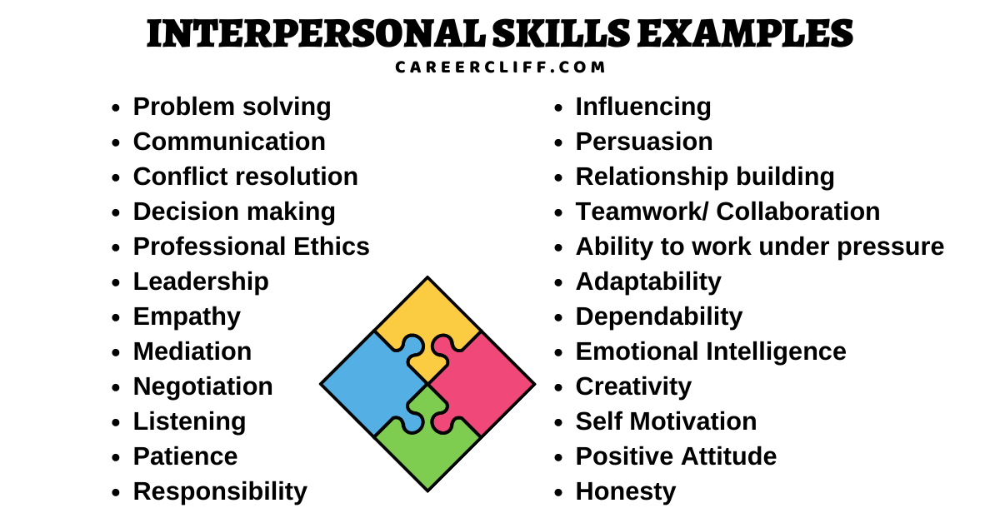 INTERPERSONAL SKILLS EXAMPLES
CAREERCLIFF.COM
• Problem solving
• Communication
• Conflict resolution
• Decision making
• Professional Ethics
• Leadership
• Empathy
• Mediation
• Negotiation
• Listening
• Patience
• Responsibility
• Influencing
• Persuasion
• Relationship building
• Teamwork/ Collaboration
• Ability to work under pressure
• Adaptability
• Dependability
• Emotional Intelligence
• Creativity
• Self Motivation
• Positive Attitude
• Honesty